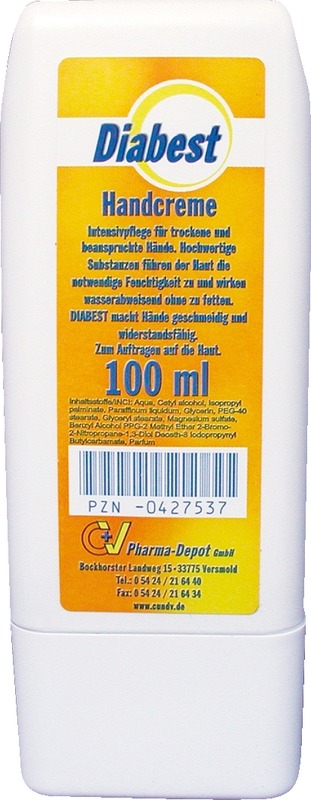 Diabest
Handcreme
Intensivpflege für trockene und
beanspruchte Hände. Hochwertige
Substanzen führen der Haut die
notwendige Feuchtigkeit zu und wirken
wasserabweisend ohne zu fetten.
DIABEST macht Hände geschmeidig und
widerstandsfähig.
Zum Auftragen auf die Haut.
100 ml
Inhaltsstoffe/INCI: Aqua, Cetyl alcohol, Isopropyl
palminate, Paraffinum liquidum, Glycerin, PEG-40
stearate, Glyceryl stearate, Magnesium sulfate,
Benzyl Alcohol PPG-2 Methyl Ether 2-Bromo-
2-Nitropropane-1,3-Diol Deceth-8 Iodopropynyl
Butylcarbamate, Parfum
PZN -0427537
C+V Pharma-Depot GmbH
Bockhorster Landweg 15 · 33775 Versmold
Tel.: 0 54 24 / 21 64 40
Fax: 0 54 24 / 21 64 34
www.cundv.de